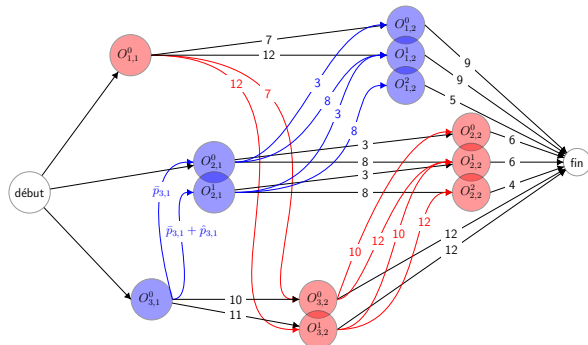 $O^0_{1,2}$
7
$O^0_{1,1}$
12
$O^1_{1,2}$
9
9
12
7
3
$O^2_{1,2}$
8
5
3
8
$O^0_{2,2}$
3
6
$O^0_{2,1}$
8
$O^1_{2,2}$
6
fin
3
début
$\bar{p}_{3,1}$
$O^1_{2,1}$
8
$O^2_{2,2}$
4
$\bar{p}_{3,1} + \hat{p}_{3,1}$
10
12
10
12
12
12
$O^0_{3,1}$
10
$O^0_{3,2}$
11
$O^1_{3,2}$